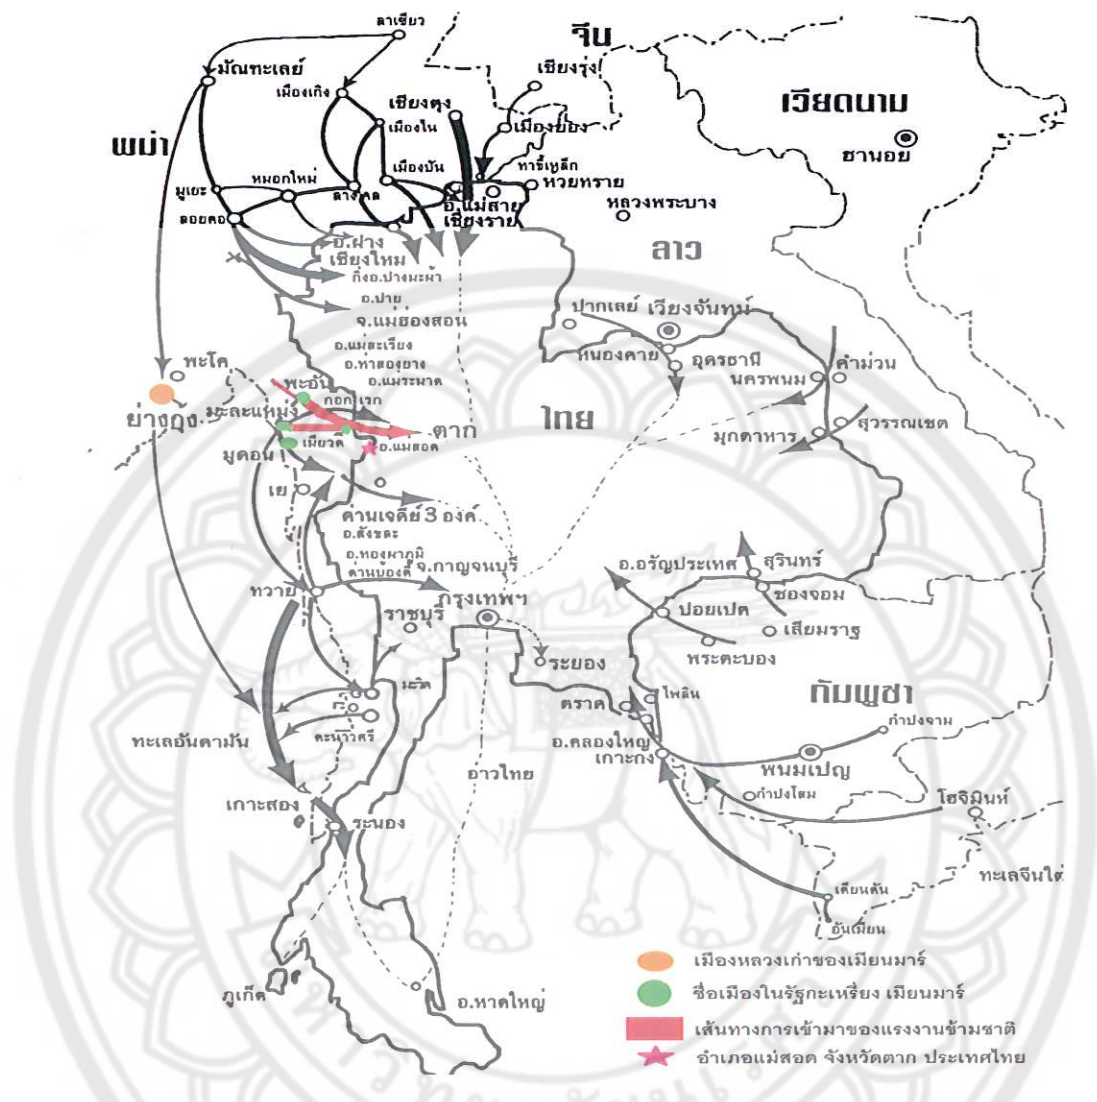 ลาเซียว
จีน
มัณฑะเลย์
เชียงรุ่ง
เมืองเกิง
เชียงตุง
เวียดนาม
เมืองไน
เมืองยอง
พม่า
ฮานอย
เมืองปัน
ท่าขี้เหล็ก
หมอกใหม่
ห้วยทราย
มูเยะ
อ.แม่สาย
หลวงพระบาง
ดอยคอ
เชียงราย
ลาว
อ.ฝาง
เชียงใหม่
กิ่งอ.ปางมะผ้า
อ.ปาย
ปากเลย์
เวียงจันทน์
จ.แม่ฮ่องสอน
อ.แม่สะเรียง
หนองคาย
อุดรธานี
คำม่วน
พะโค
อ.ท่าสองยาง
นครพนม
อ.แม่ระมาด
พะอัน
ย่างกุ้ง
มะละแหม่ง
ไทย
ตาก
มุกดาหาร
สุวรรณเขต
เมียวดี
อ.แม่สอด
มูดอน
เย
ด่านเจดีย์ 3 องค์
อ.สังขละ
อ.ทองผาภูมิ
จ.กาญจนบุรี
อ.อรัญประเทศ
สุรินทร์
ด่านบ้องตี้
ทวาย
กรุงเทพฯ
ช่องจอม
ราชบุรี
ปอยเปต
เสียมราฐ
พระตะบอง
ระยอง
มะริด
ไพลิน
กัมพูชา
ตราด
กำปงจาม
ทะเลอันดามัน
ตะนาวศรี
อ.คลองใหญ่
เกาะกง
พนมเปญ
อ่าวไทย
กำปงโสม
โฮจิมินห์
เกาะสอง
ระนอง
ทะเลจีนใต้
เคียนคัน
อันเมียน
เมืองหลวงเก่าของเมียนมาร์
ภูเก็ต
อ.หาดใหญ่
ชื่อเมืองในรัฐกะเหรี่ยง เมียนมาร์
เส้นทางการเข้ามาของแรงงานข้ามชาติ
อำเภอแม่สอด จังหวัดตาก ประเทศไทย